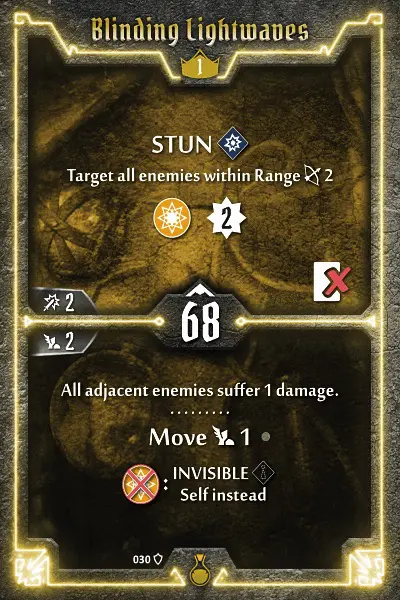 Blinding Lightwaves
1
STUN
Target all enemies within Range 2
2
2
68
2
All adjacent enemies suffer 1 damage.
Move 1
: INVISIBLE
Self instead
030